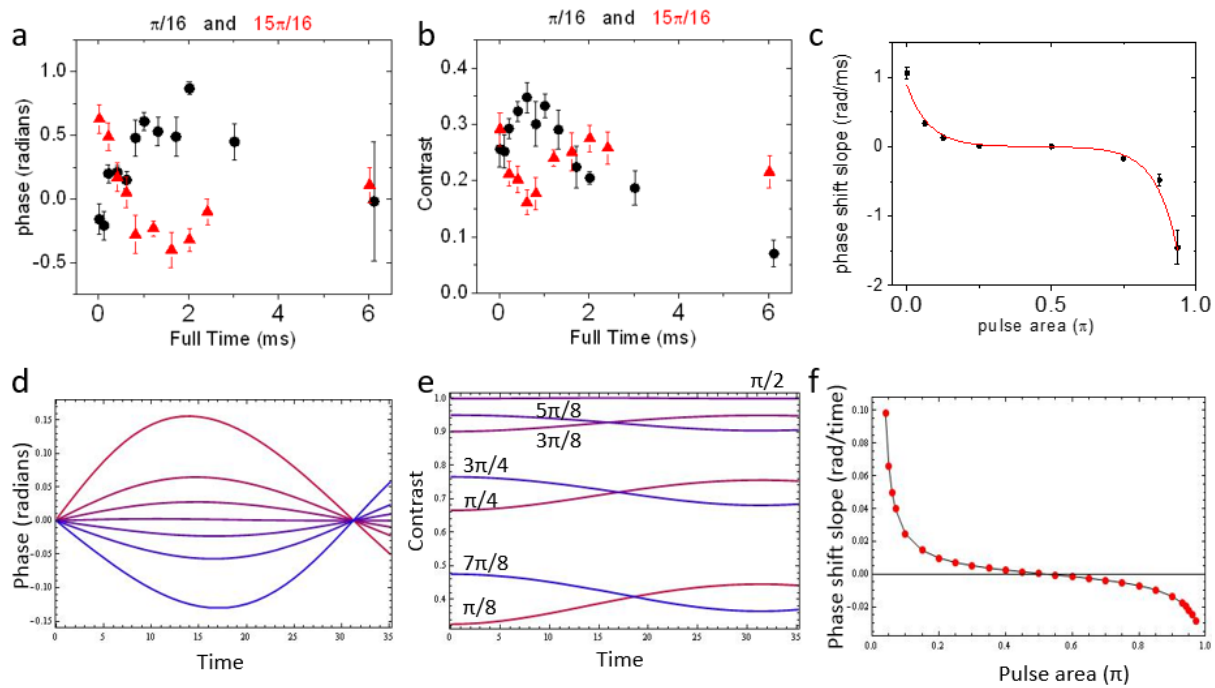 π/16 and 15π/16
a
phase (radians)
1.0
0.5
0.0
-0.5
0
2
4
6
Full Time (ms)
π/16 and 15π/16
b
Contrast
0.4
0.3
0.2
0.1
0.0
0
2
4
6
Full Time (ms)
c
phase shift slope (rad/ms)
1
0
-1
-2
0.0
0.5
1.0
pulse area (π)
d
Phase (radians)
0.15
0.10
0.05
0.00
-0.05
-0.10
-0.15
0
5
10
15
20
25
30
35
Time
e
Contrast
1.0
0.9
0.8
0.7
0.6
0.5
0.4
π/2
5π/8
3π/8
3π/4
π/4
7π/8
π/8
0
5
10
15
20
25
30
35
Time
f
Phase shift slope (rad/time)
0.10
0.08
0.06
0.04
0.02
0.00
-0.02
0.0
0.2
0.4
0.6
0.8
1.0
Pulse area (π)